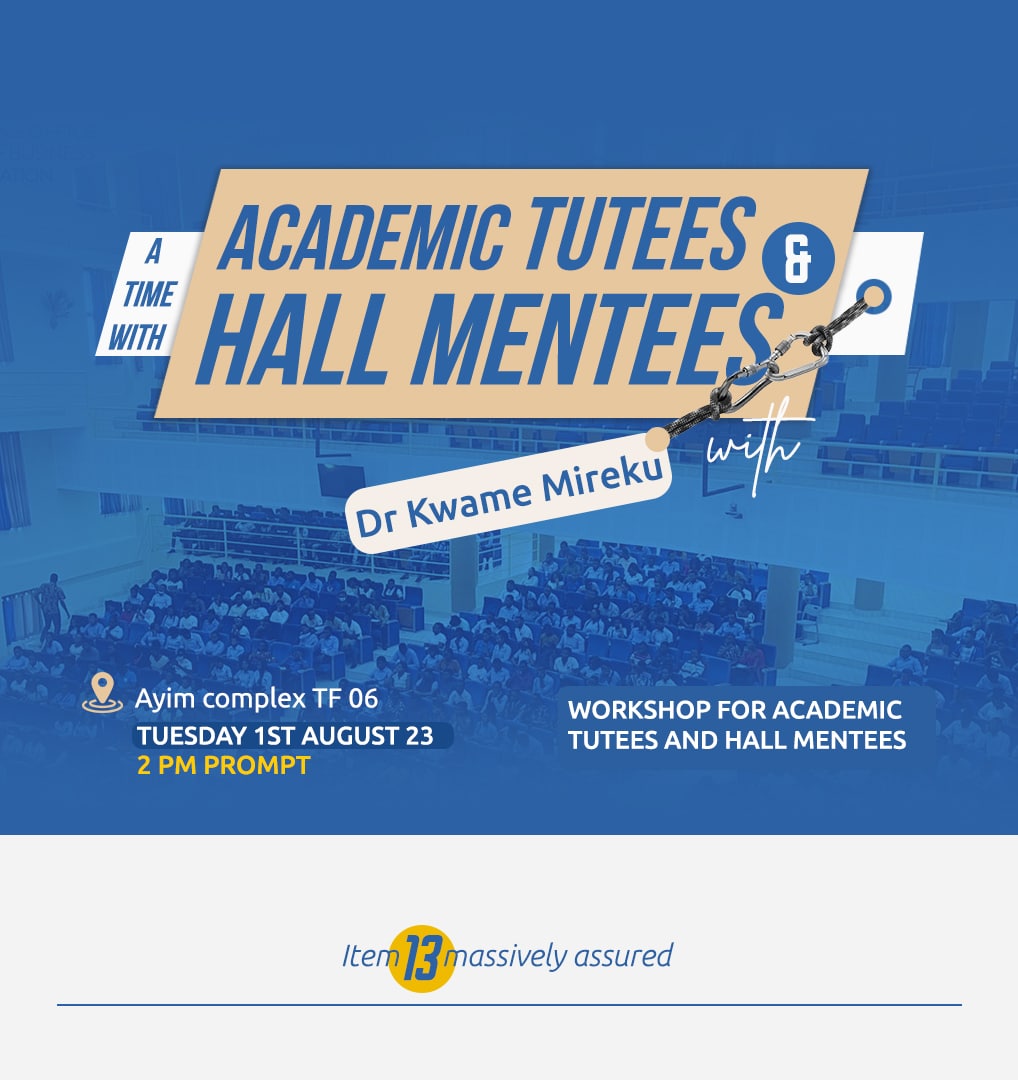 A
TIME
WITH
ACADEMIC TUTEES &
HALL MENTEES
with
Dr Kwame Mireku
Ayim complex TF 06
TUESDAY 1ST AUGUST 23
2 PM PROMPT
WORKSHOP FOR ACADEMIC
TUTEES AND HALL MENTEES
Item 13 massively assured